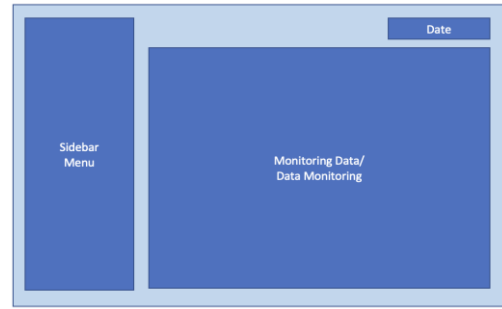 Date
Sidebar
Menu
Monitoring Data/
Data Monitoring